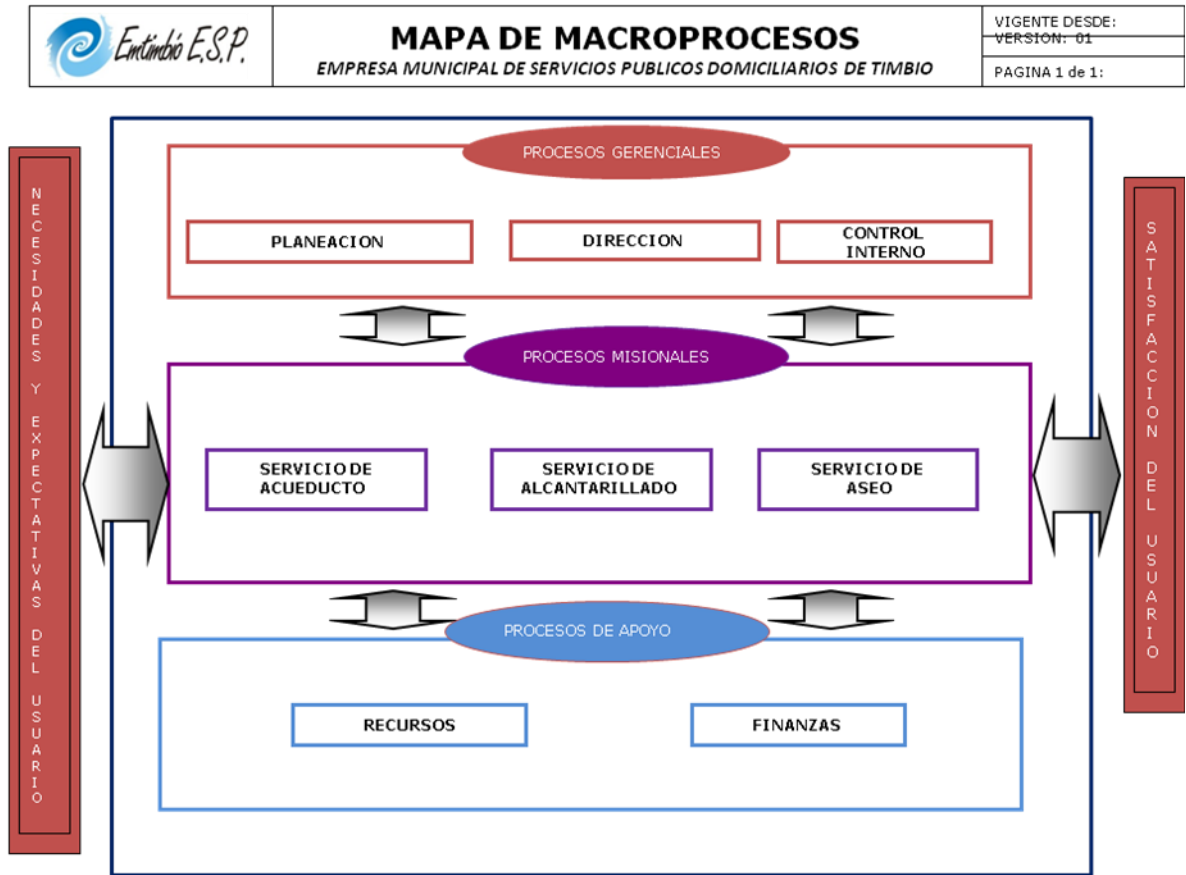 Emtimbió E.S.P.
MAPA DE MACROPROCESOS
EMPRESA MUNICIPAL DE SERVICIOS PUBLICOS DOMICILIARIOS DE TIMBIO
VIGENTE DESDE:
VERSION: 01
PAGINA 1 de 1:
NECESIDADES Y EXPECTATIVAS DEL USUARIO
PROCESOS GERENCIALES
PLANEACION
DIRECCION
CONTROL
INTERNO
PROCESOS MISIONALES
SERVICIO DE
ACUEDUCTO
SERVICIO DE
ALCANTARILLADO
SERVICIO DE
ASEO
PROCESOS DE APOYO
RECURSOS
FINANZAS
SATISFACCION DEL USUARIO